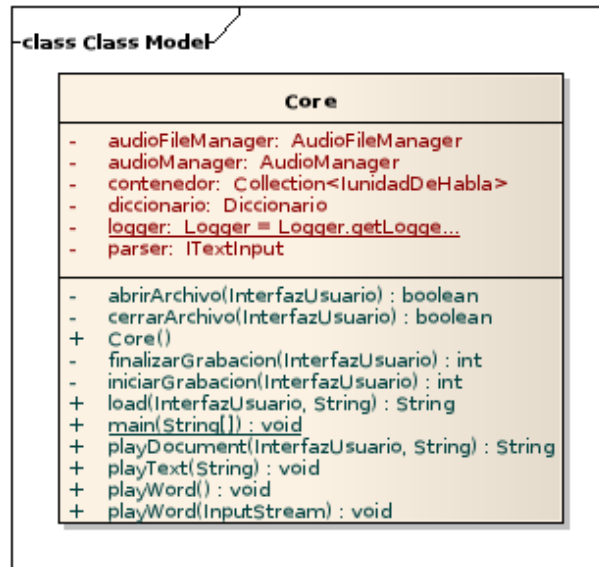 class Class Model
Core
- audioFileManager: AudioFileManager
- audioManager: AudioManager
- contenedor: Collection<IunidadDeHabla>
- diccionario: Diccionario
- logger: Logger = Logger.getLogge...
- parser: ITextInput
- abrirArchivo(InterfazUsuario) : boolean
- cerrarArchivo(InterfazUsuario) : boolean
+ Core()
- finalizarGrabacion(InterfazUsuario) : int
- iniciarGrabacion(InterfazUsuario) : int
+ load(InterfazUsuario, String) : String
+ main(String[]) : void
+ playDocument(InterfazUsuario, String) : String
+ playText(String) : void
+ playWord() : void
+ playWord(InputStream) : void